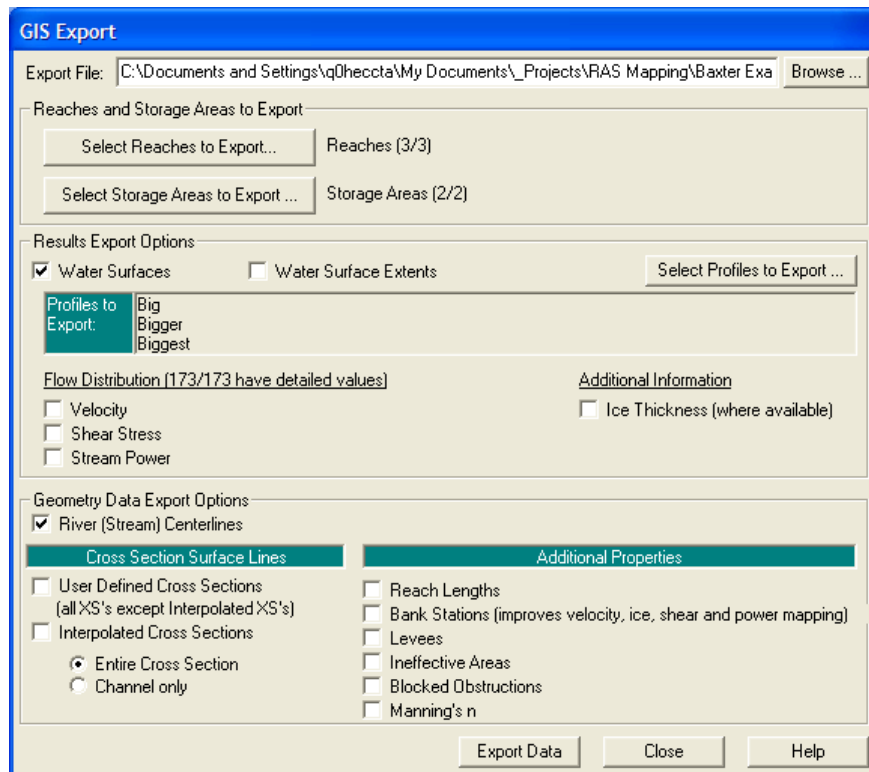 GIS Export
Export File: C:\Documents and Settings\q0heccta\My Documents\_Projects\RAS Mapping\Baxter Exa Browse ...
Reaches and Storage Areas to Export
Select Reaches to Export... Reaches (3/3)
Select Storage Areas to Export ... Storage Areas (2/2)
Results Export Options
Water Surfaces Water Surface Extents Select Profiles to Export ...
Profiles to Export: Big
Bigger
Biggest
Flow Distribution (173/173 have detailed values) Additional Information
Velocity Ice Thickness (where available)
Shear Stress
Stream Power
Geometry Data Export Options
River (Stream) Centerlines
Cross Section Surface Lines Additional Properties
User Defined Cross Sections Reach Lengths
(all XS's except Interpolated XS's) Bank Stations (improves velocity, ice, shear and power mapping)
Interpolated Cross Sections Levees
Entire Cross Section Ineffective Areas
Channel only Blocked Obstructions
Manning's n
Export Data Close Help